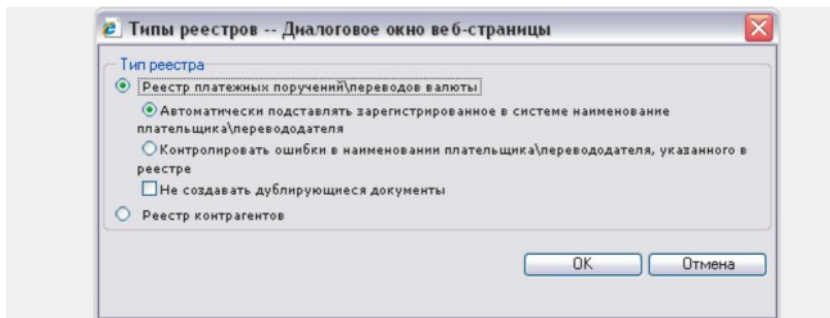 Типы реестров -- Диалоговое окно веб-страницы
Тип реестра
Реестр платежных поручений\переводов валюты
Автоматически подставлять зарегистрированное в системе наименование
плательщика\перевододателя
Контролировать ошибки в наименовании плательщика\перевододателя, указанного в
реестре
Не создавать дублирующиеся документы
Реестр контрагентов
OK
Отмена